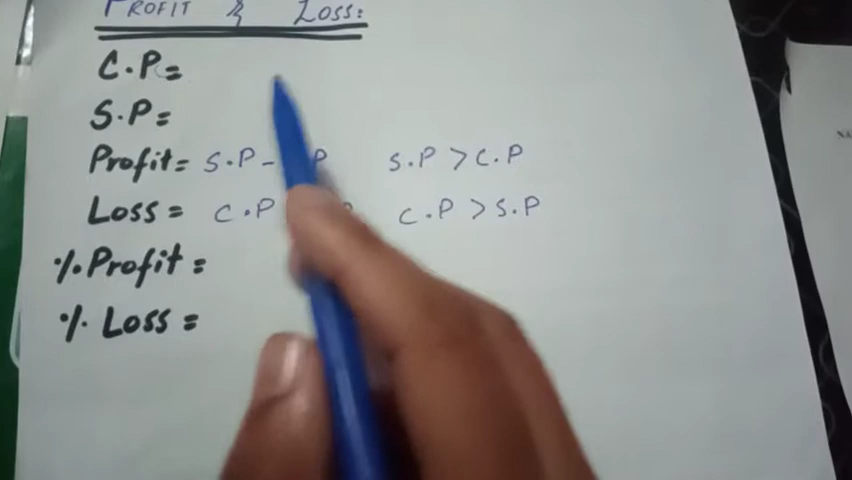 PROFIT & LOSS:
C.P=
S.P=
Profit= S.P- P S.P >C.P
Loss= C.P P C.P >S.P
%Profit=
% Loss=